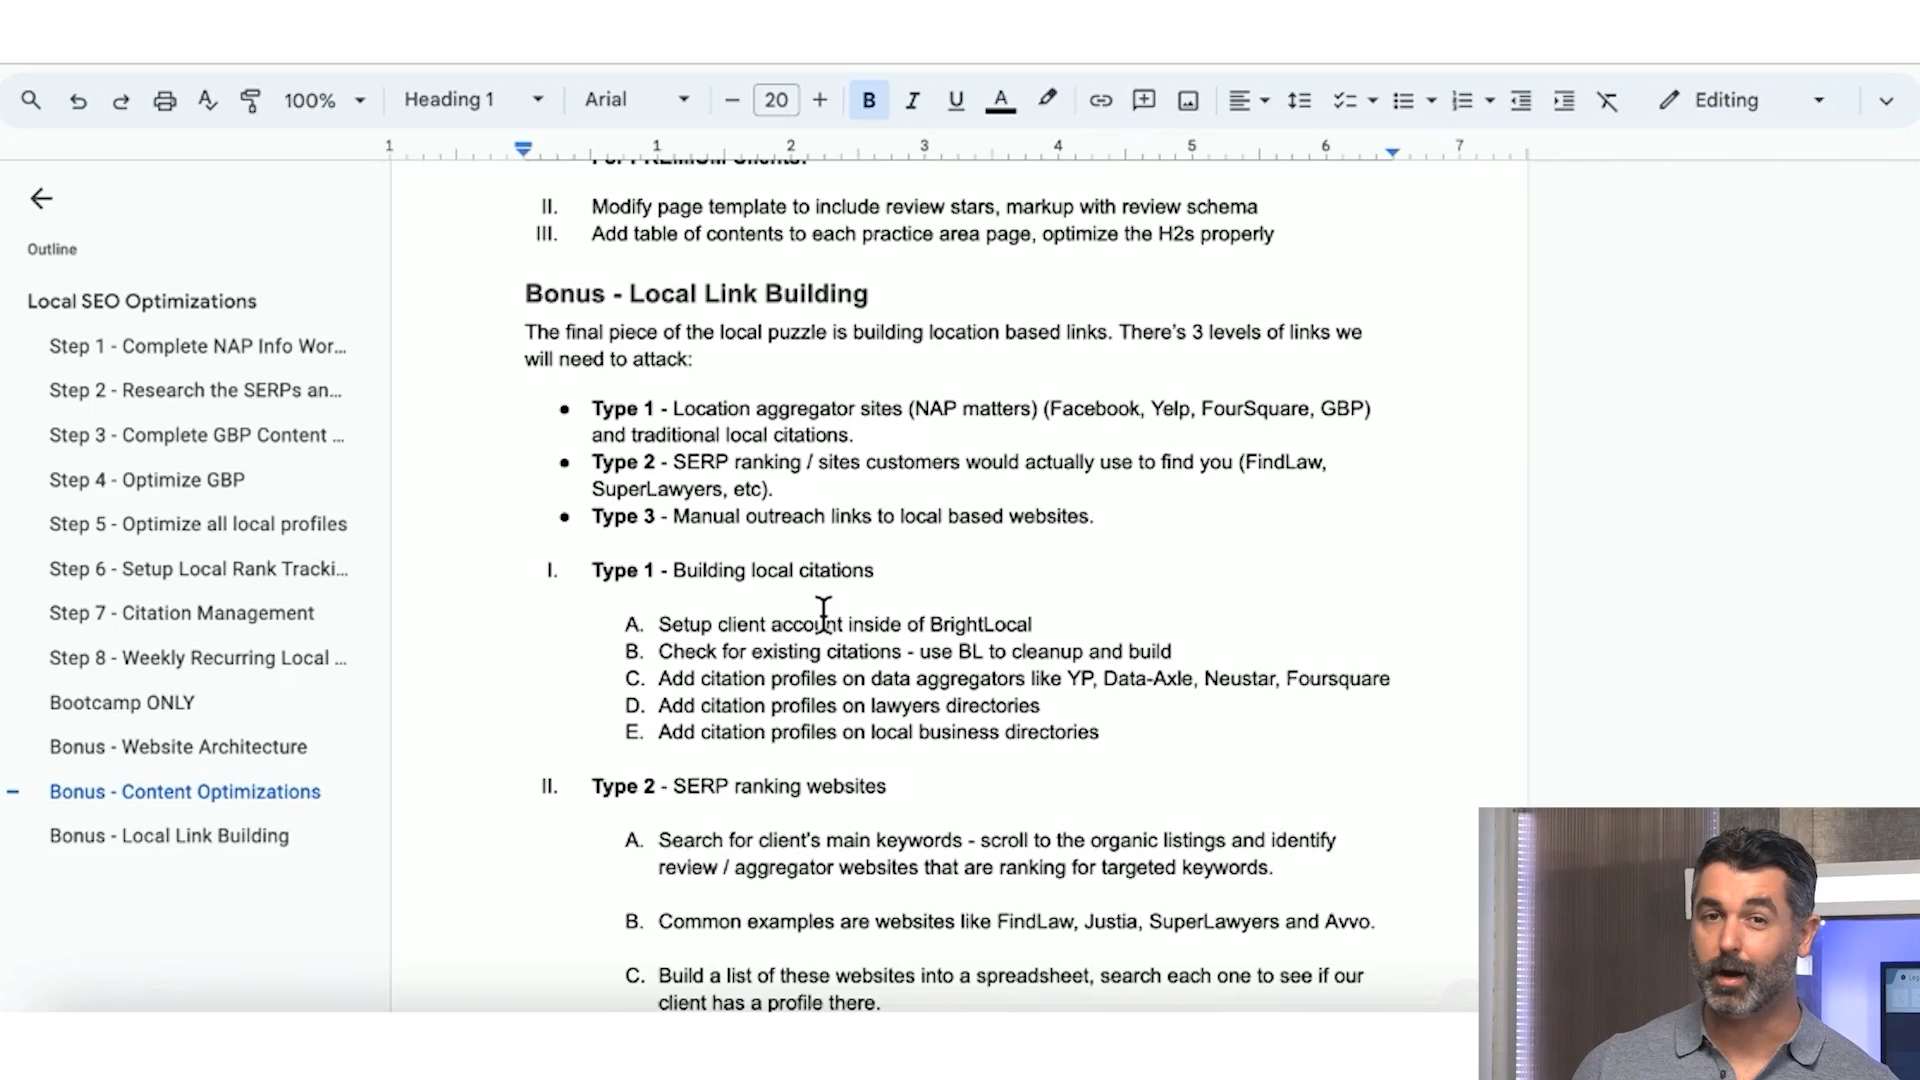 100%
Heading 1
Arial
20
B
I
U
A
Editing
1
1
2
3
4
5
6
7
Outline
Local SEO Optimizations
Step 1 - Complete NAP Info Wor...
Step 2 - Research the SERPs an...
Step 3 - Complete GBP Content ...
Step 4 - Optimize GBP
Step 5 - Optimize all local profiles
Step 6 - Setup Local Rank Tracki...
Step 7 - Citation Management
Step 8 - Weekly Recurring Local ...
Bootcamp ONLY
Bonus - Website Architecture
Bonus - Content Optimizations
Bonus - Local Link Building
II. Modify page template to include review stars, markup with review schema
III. Add table of contents to each practice area page, optimize the H2s properly
Bonus - Local Link Building
The final piece of the local puzzle is building location based links. There's 3 levels of links we
will need to attack:
● Type 1 - Location aggregator sites (NAP matters) (Facebook, Yelp, FourSquare, GBP)
and traditional local citations.
● Type 2 - SERP ranking / sites customers would actually use to find you (FindLaw,
SuperLawyers, etc).
● Type 3 - Manual outreach links to local based websites.
I. Type 1 - Building local citations
A. Setup client account inside of BrightLocal
B. Check for existing citations - use BL to cleanup and build
C. Add citation profiles on data aggregators like YP, Data-Axle, Neustar, Foursquare
D. Add citation profiles on lawyers directories
E. Add citation profiles on local business directories
II. Type 2 - SERP ranking websites
A. Search for client's main keywords - scroll to the organic listings and identify
review / aggregator websites that are ranking for targeted keywords.
B. Common examples are websites like FindLaw, Justia, SuperLawyers and Avvo.
C. Build a list of these websites into a spreadsheet, search each one to see if our
client has a profile there.